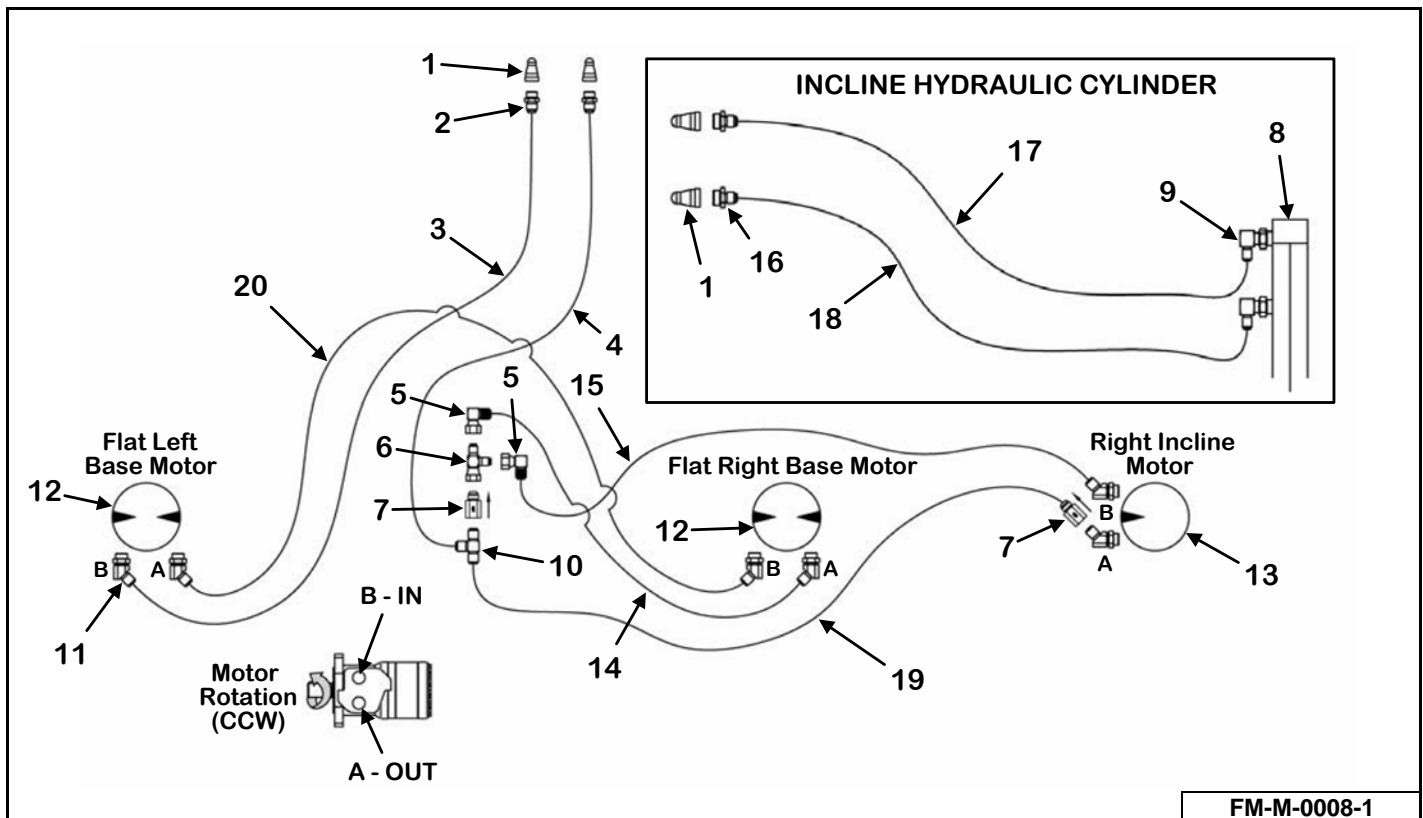 INCLINE HYDRAULIC CYLINDER
1
2
3
4
20
17
8
9
1
16
18
5
5
15
6
7
Flat Left
Base Motor
12
B
A
11
10
Flat Right Base Motor
12
B
A
Right Incline
Motor
B
7
A
13
14
19
B - IN
Motor
Rotation
(CCW)
A - OUT
FM-M-0008-1